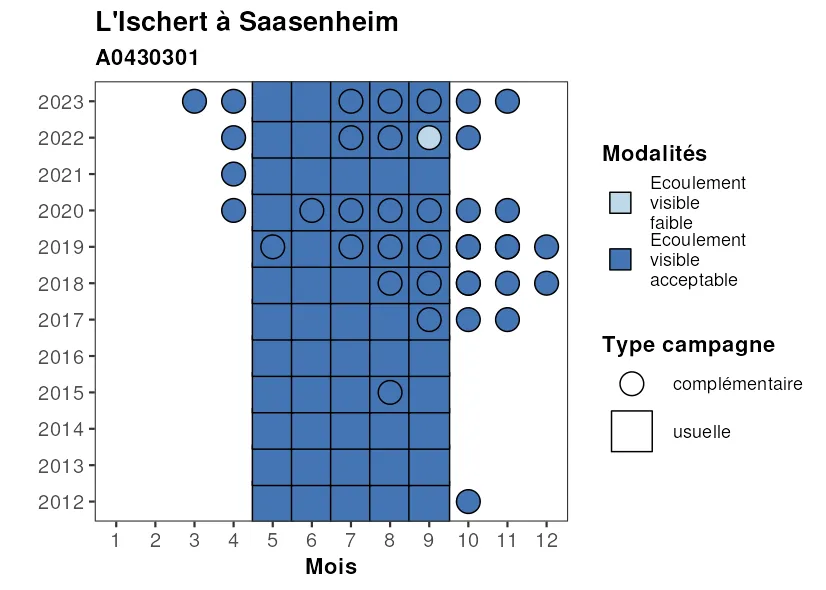 L'Ischert à Saasenheim
A0430301
2023
2022
2021
2020
2019
2018
2017
2016
2015
2014
2013
2012
1 2 3 4 5 6 7 8 9 10 11 12
Mois
Modalités
Ecoulement
visible
faible
Ecoulement
visible
acceptable
Type campagne
complémentaire
usuelle